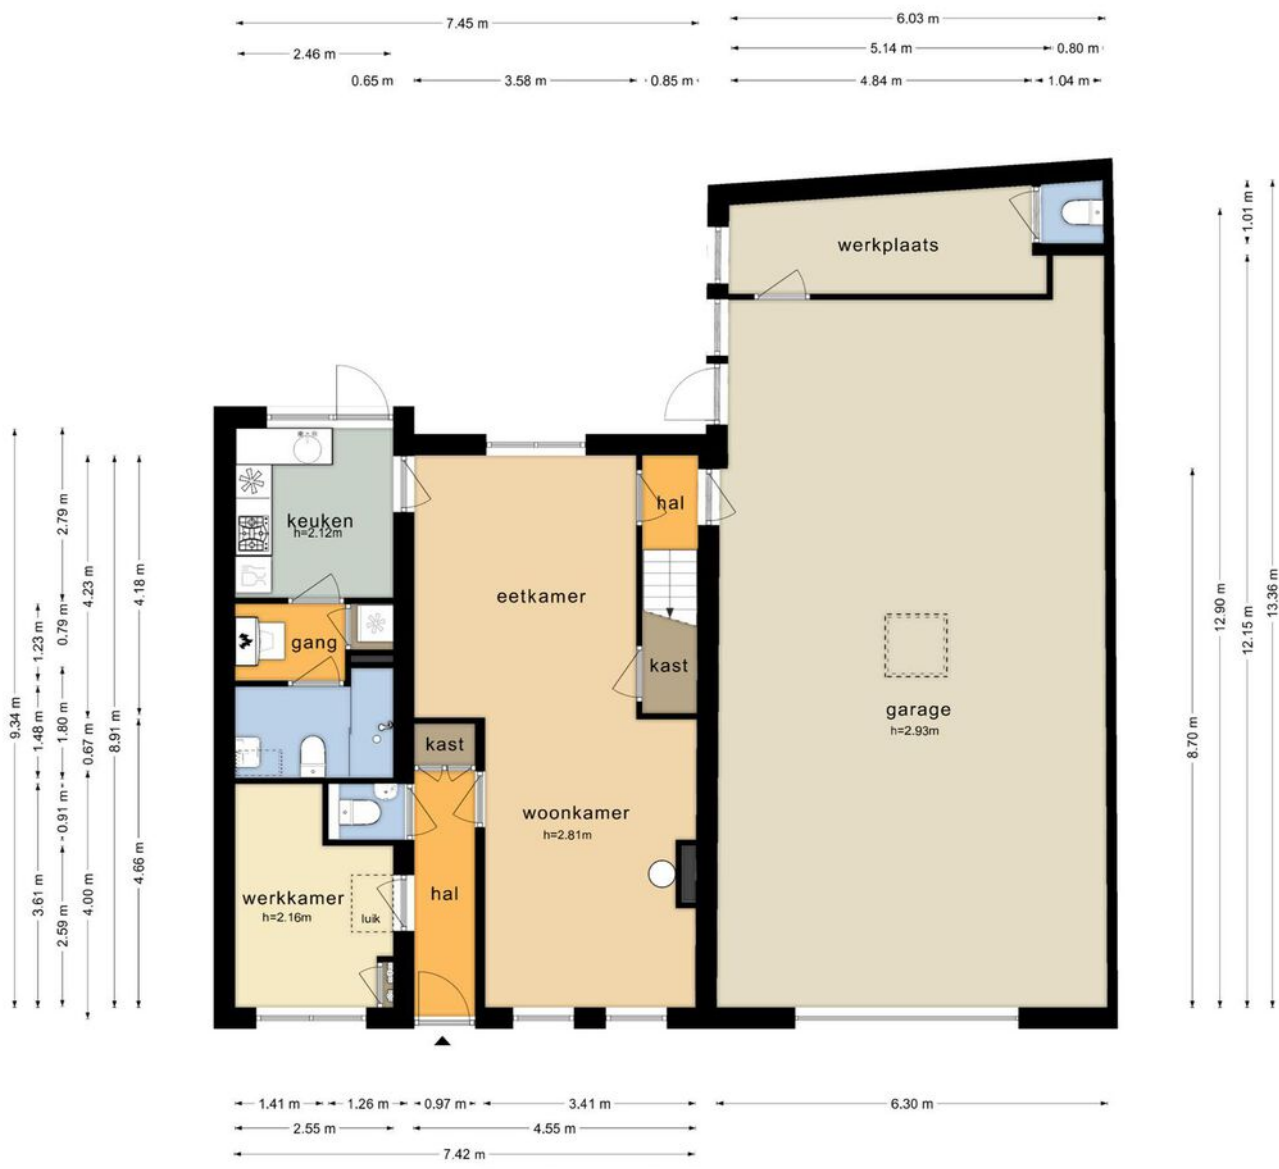 7.45 m
6.03 m
2.46 m
5.14 m
0.80 m
0.65 m
3.58 m
0.85 m
4.84 m
1.04 m
werkplaats
hal
keuken
h=2.12m
eetkamer
gang
kast
garage
h=2.93m
kast
woonkamer
h=2.81m
werkkamer
h=2.16m
luik
hal
9.34 m
1.23 m
1.48 m
3.61 m
2.79 m
0.79 m
1.80 m
0.91 m
2.59 m
4.23 m
0.67 m
4.00 m
8.91 m
4.18 m
4.66 m
8.70 m
12.90 m
1.01 m
12.15 m
13.36 m
1.41 m
1.26 m
0.97 m
3.41 m
6.30 m
2.55 m
4.55 m
7.42 m